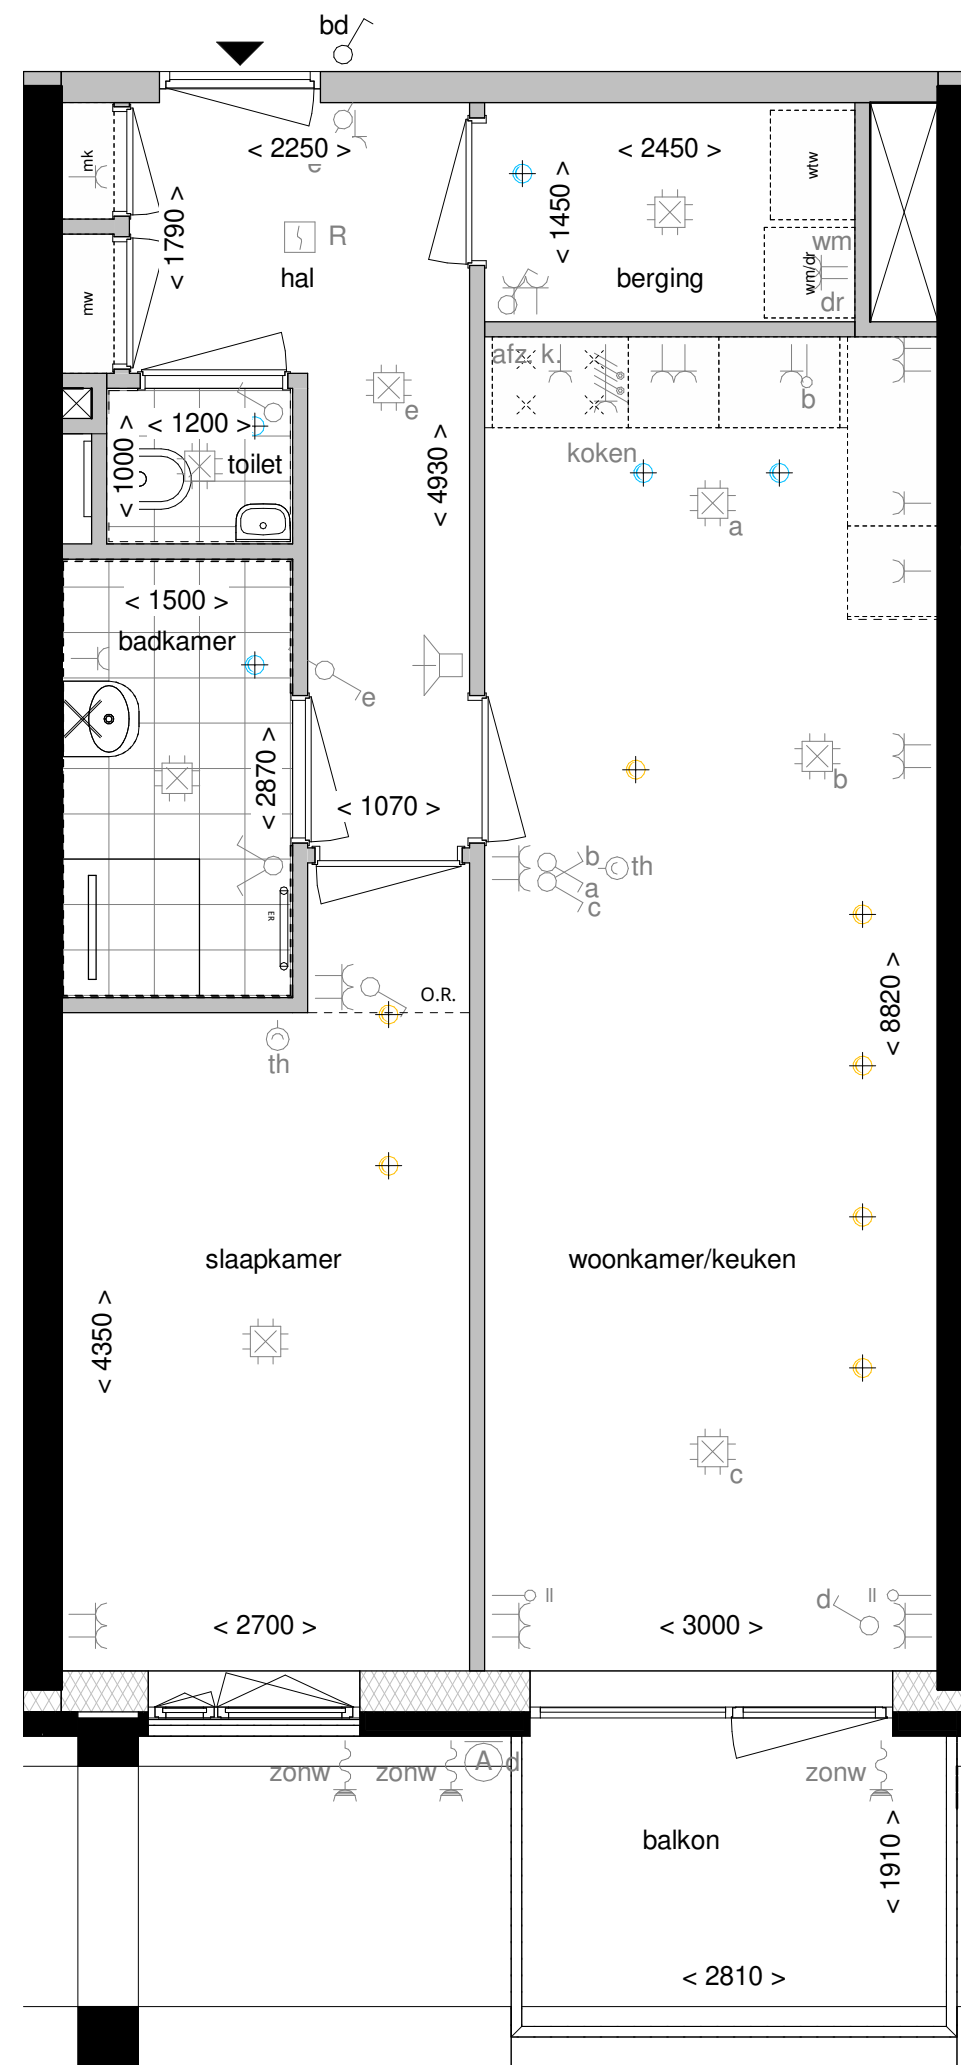 bd
< 2250 >
e
mk
< 1790 >
R
hal
mw
< 2450 >
< 1450 >
wtw
wm
wm/dr
dr
berging
afz. k.
e
b
koken
< 1200 >
< 1000 >
toilet
< 4930 >
a
< 1500 >
badkamer
e
< 2870 >
< 1070 >
b
b
a
c
th
ER
O.R.
th
< 8820 >
slaapkamer
woonkamer/keuken
< 4350 >
c
II
d
II
< 2700 >
< 3000 >
zonw
zonw
A
d
zonw
balkon
< 1910 >
< 2810 >